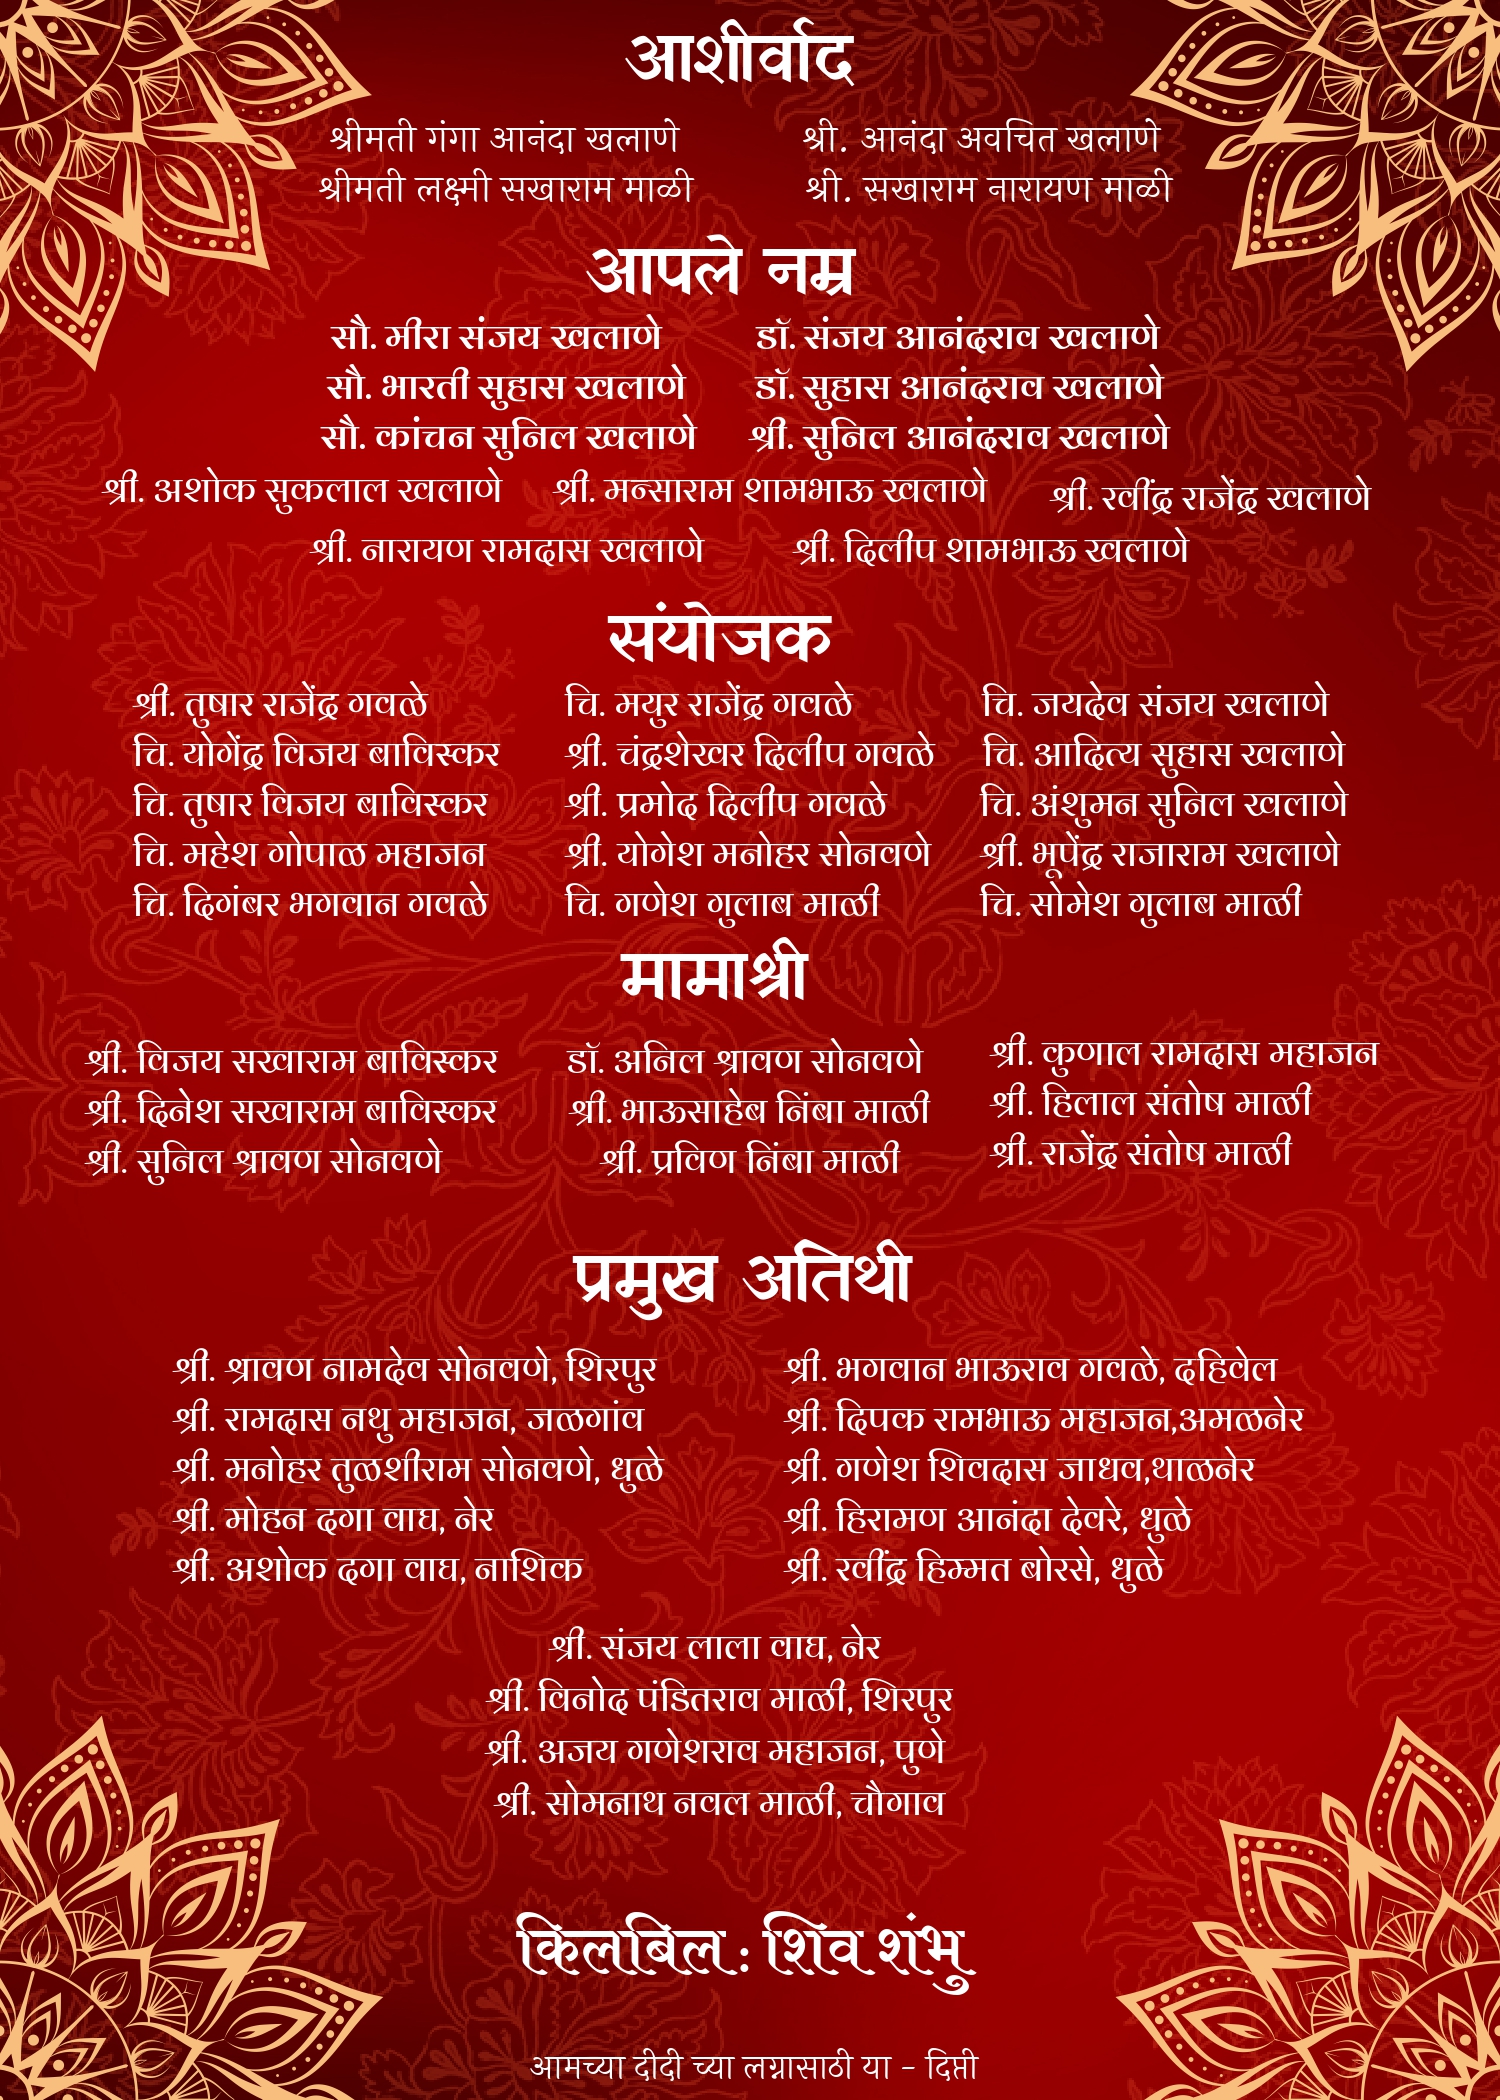 आशीर्वाद
श्रीमती गंगा आनंदा खलाणे श्री. आनंदा अवचित खलाणे
श्रीमती लक्ष्मी सखाराम माळी श्री. सखाराम नारायण माळी
आपले नम्र
सौ. मीरा संजय खलाणे डॉ. संजय आनंदराव खलाणे
सौ. भारती सुहास खलाणे डॉ. सुहास आनंदराव खलाणे
सौ. कांचन सुनिल खलाणे श्री. सुनिल आनंदराव खलाणे
श्री. अशोक सुकलाल खलाणे श्री. मन्साराम शामभाऊ खलाणे श्री. रवींद्र राजेंद्र खलाणे
श्री. नारायण रामदास खलाणे श्री. दिलीप शामभाऊ खलाणे
संयोजक
श्री. तुषार राजेंद्र गवळे चि. मयुर राजेंद्र गवळे चि. जयदेव संजय खलाणे
चि. योगेंद्र विजय बाविस्कर श्री. चंद्रशेखर दिलीप गवळे चि. आदित्य सुहास खलाणे
चि. तुषार विजय बाविस्कर श्री. प्रमोद दिलीप गवळे चि. अंशुमन सुनिल खलाणे
चि. महेश गोपाळ महाजन श्री. योगेश मनोहर सोनवणे श्री. भूपेंद्र राजाराम खलाणे
चि. दिगंबर भगवान गवळे चि. गणेश गुलाब माळी चि. सोमेश गुलाब माळी
मामाश्री
श्री. विजय सखाराम बाविस्कर डॉ. अनिल श्रावण सोनवणे श्री. कुणाल रामदास महाजन
श्री. दिनेश सखाराम बाविस्कर श्री. भाऊसाहेब निंबा माळी श्री. हिलाल संतोष माळी
श्री. सुनिल श्रावण सोनवणे श्री. प्रविण निंबा माळी श्री. राजेंद्र संतोष माळी
प्रमुख अतिथी
श्री. श्रावण नामदेव सोनवणे, शिरपुर श्री. भगवान भाऊराव गवळे, दहिवेल
श्री. रामदास नथु महाजन, जळगांव श्री. दिपक रामभाऊ महाजन,अमळनेर
श्री. मनोहर तुळशीराम सोनवणे, धुळे श्री. गणेश शिवदास जाधव,थाळनेर
श्री. मोहन दगा वाघ, नेर श्री. हिरामण आनंदा देवरे, धुळे
श्री. अशोक दगा वाघ, नाशिक श्री. रवींद्र हिम्मत बोरसे, धुळे
श्री. संजय लाला वाघ, नेर
श्री. विनोद पंडितराव माळी, शिरपुर
श्री. अजय गणेशराव महाजन, पुणे
श्री. सोमनाथ नवल माळी, चौगाव
किलबिल : शिव शंभु
आमच्या दीदी च्या लग्नासाठी या - दिप्ती